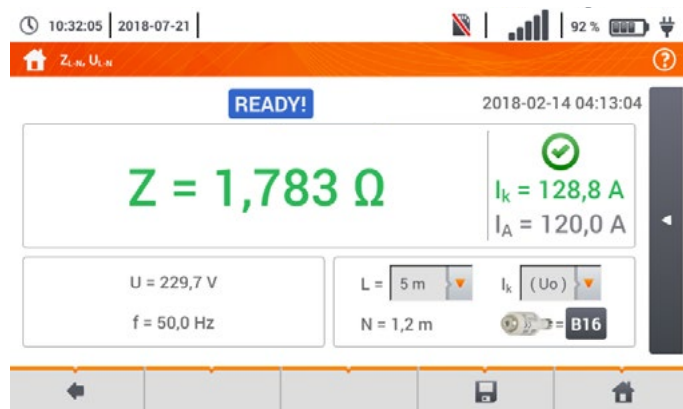 10:32:05 2018-07-21 92 %
ZL-N, UL-N ?
READY! 2018-02-14 04:13:04
Z = 1,783 Ω
Ik = 128,8 A
IA = 120,0 A
U = 229,7 V
f = 50,0 Hz
L = 5 m Ik (Uo)
N = 1,2 m = B16